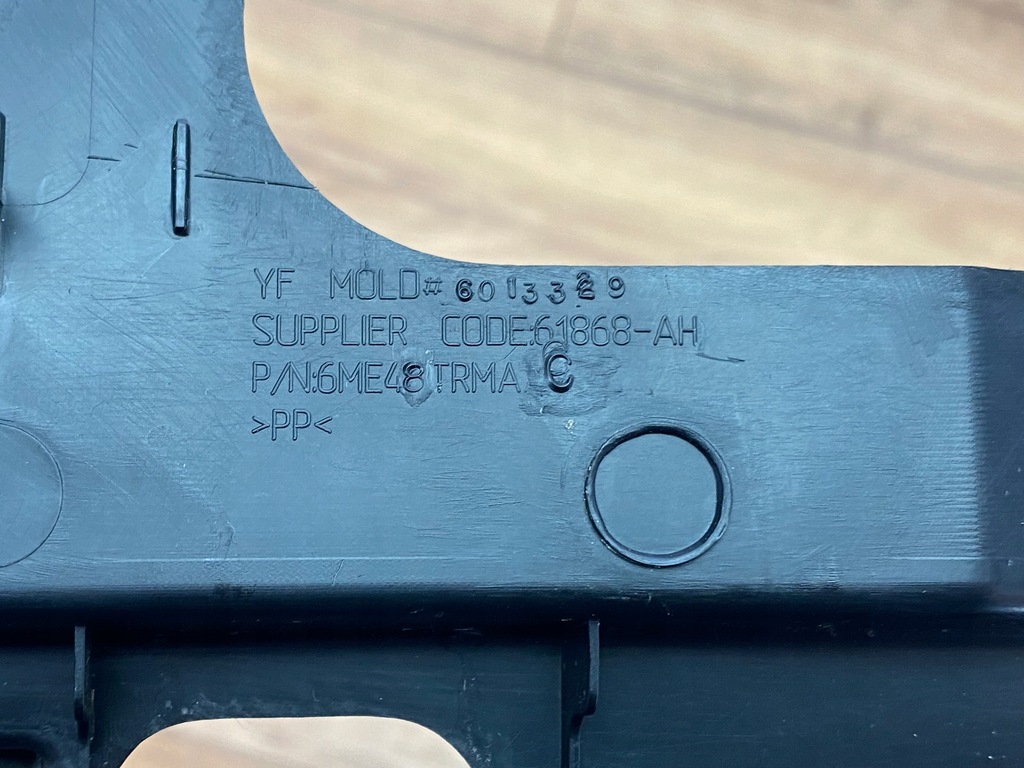 YF MOLD# 6013329
SUPPLIER CODE:61868-AH
P/N:6ME48TRMA C
>PP<